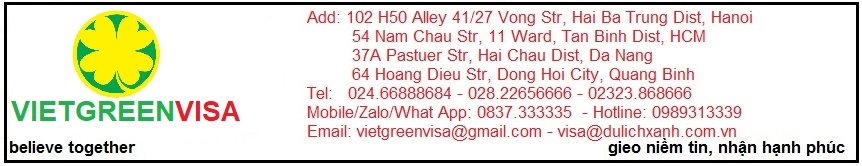 VIETGREENVISA
believe together
Add: 102 H50 Alley 41/27 Vong Str, Hai Ba Trung Dist, Hanoi
54 Nam Chau Str, 11 Ward, Tan Binh Dist, HCM
37A Pastuer Str, Hai Chau Dist, Da Nang
64 Hoang Dieu Str, Dong Hoi City, Quang Binh
Tel: 024.66888684 - 028.22656666 - 02323.868666
Mobile/Zalo/What App: 0837.333335 - Hotline: 0989313339
Email: vietgreenvisa@gmail.com - visa@dulichxanh.com.vn
gieo niềm tin, nhận hạnh phúc